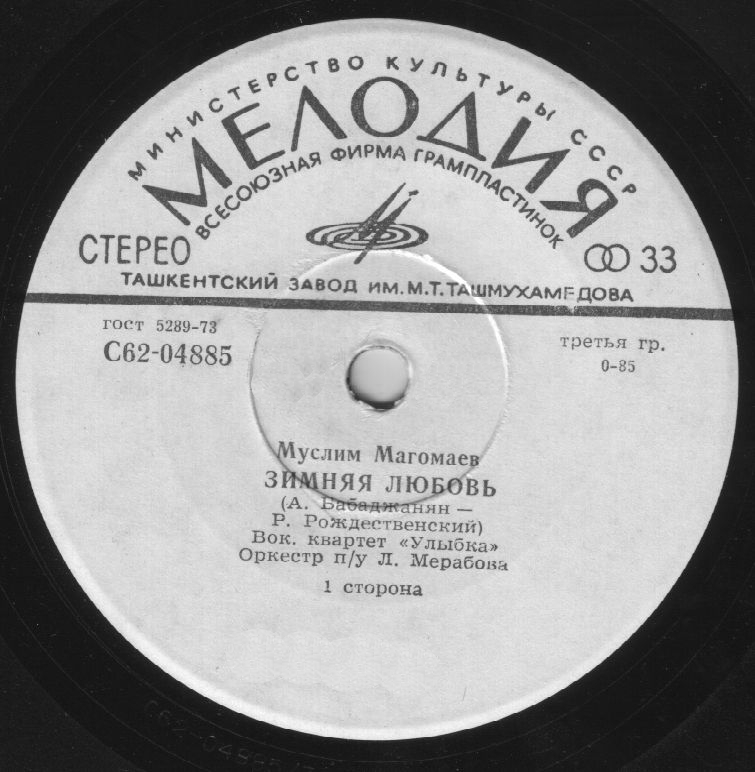 МИНИСТЕРСТВО КУЛЬТУРЫ СССР
МЕЛОДИЯ
ВСЕСОЮЗНАЯ ФИРМА ГРАМПЛАСТИНОК
СТЕРЕО
33
ТАШКЕНТСКИЙ ЗАВОД ИМ. М.Т. ТАШМУХАМЕДОВА
ГОСТ 5289-73
С62-04885
третья гр.
0-85
Муслим Магомаев
ЗИМНЯЯ ЛЮБОВЬ
(А. Бабаджанян —
Р. Рождественский)
Вок. квартет «Улыбка»
Оркестр п/у Л. Мерабова
1 сторона